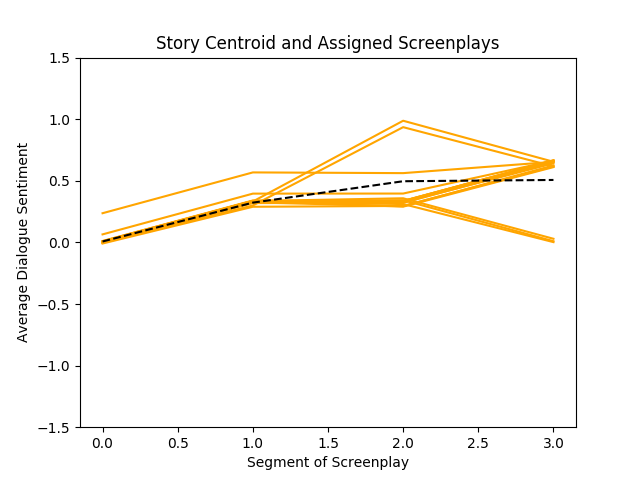 Story Centroid and Assigned Screenplays
1.5
1.0
0.5
0.0
−0.5
−1.0
−1.5
Average Dialogue Sentiment
0.0 0.5 1.0 1.5 2.0 2.5 3.0
Segment of Screenplay